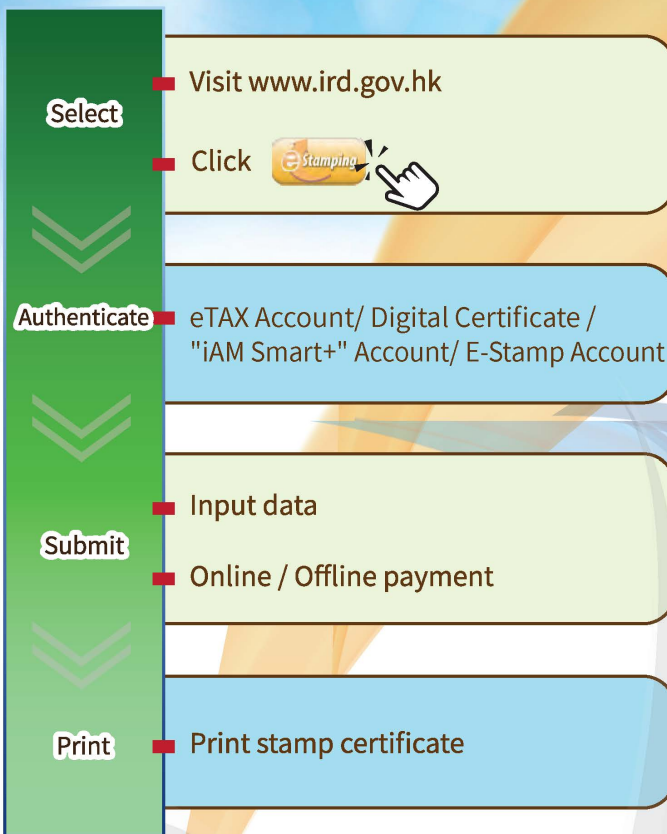 Select
Visit www.ird.gov.hk
Click e Stamping
Authenticate
eTAX Account/ Digital Certificate /
"iAM Smart+" Account/ E-Stamp Account
Submit
Input data
Online / Offline payment
Print
Print stamp certificate